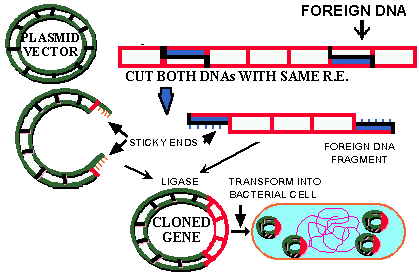 FOREIGN DNA
PLASMID
VECTOR
CUT BOTH DNAs WITH SAME R.E.
STICKY ENDS
FOREIGN DNA
FRAGMENT
LIGASE
TRANSFORM INTO
BACTERIAL CELL
CLONED
GENE